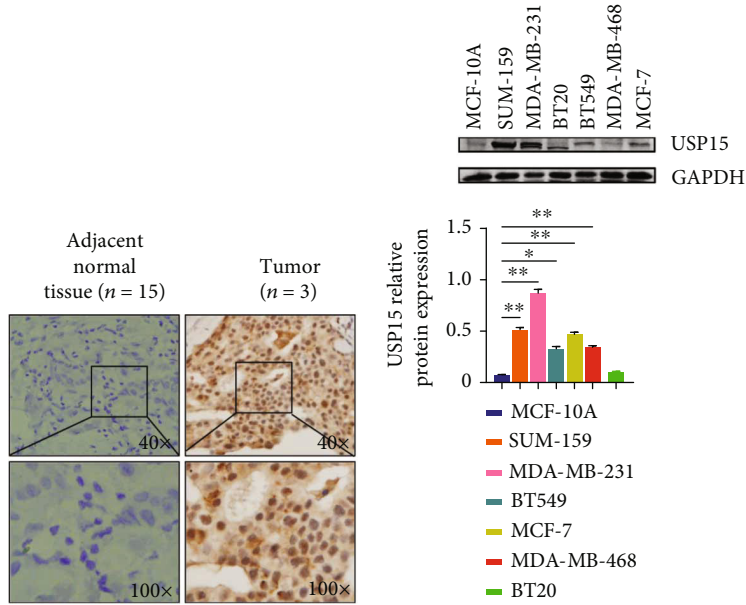 MCF-10A
SUM-159
MDA-MB-231
BT20
BT549
MDA-MB-468
MCF-7
USP15
GAPDH
Adjacent
normal
tissue (n = 15)
Tumor
(n = 3)
40×
40×
100×
100×
USP15 relative
protein expression
1.5
1.0
0.5
0
**
**
*
**
**
MCF-10A
SUM-159
MDA-MB-231
BT549
MCF-7
MDA-MB-468
BT20